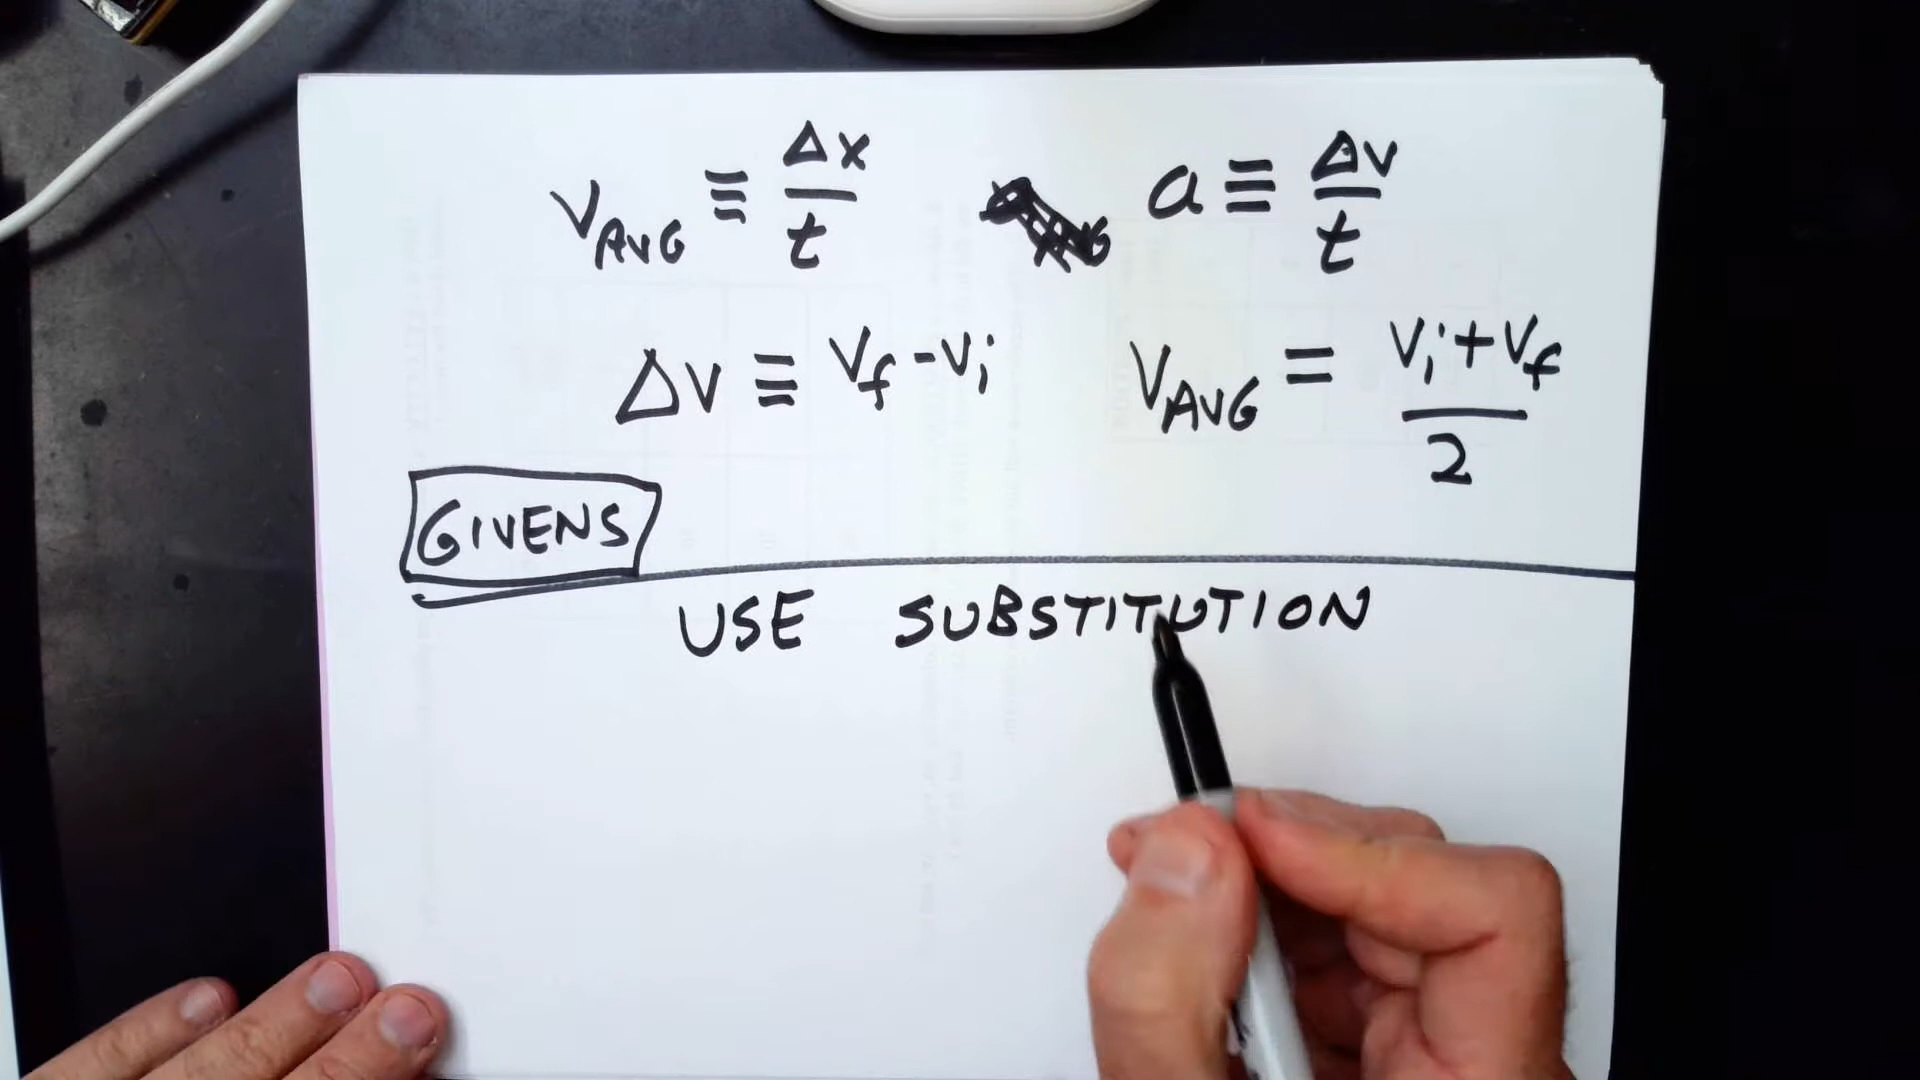 V_AVG ≡ Δx/t a ≡ Δv/t
Δv ≡ v_f - v_i V_AVG = (v_i + v_f)/2
GIVENS
USE SUBSTITUTION